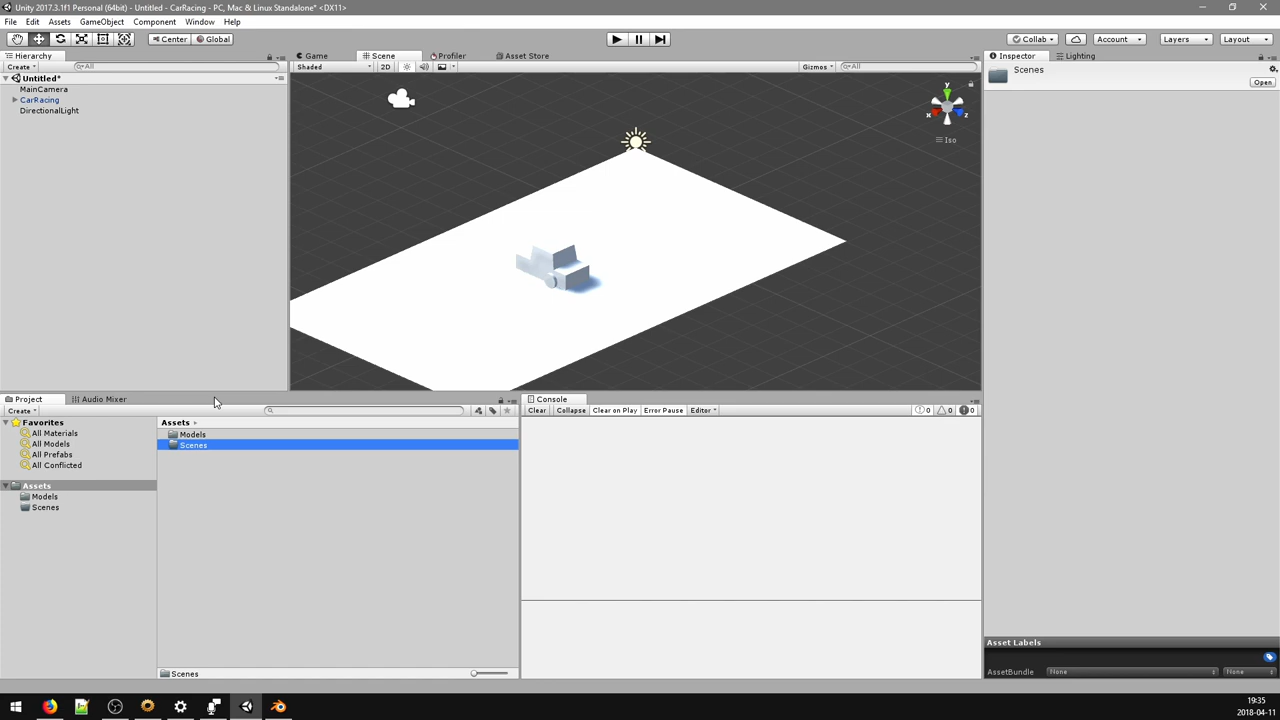 Unity 2017.3.1f1 Personal (64bit) - Untitled - CarRacing - PC, Mac & Linux Standalone* <DX11>
File Edit Assets GameObject Component Window Help
Center Global Collab Account Layers Layout
Hierarchy Game Scene Profiler Asset Store Inspector Lighting
Create All Shaded 2D Gizmos All Scenes
Open
Untitled*
MainCamera
CarRacing
DirectionalLight
y
x z
Iso
Project Audio Mixer Console
Create Clear Collapse Clear on Play Error Pause Editor 0 0 0
Favorites Assets
All Materials Models
All Models Scenes
All Prefabs
All Conflicted
Assets
Models
Scenes
Asset Labels
Scenes AssetBundle None None
19:35
2018-04-11